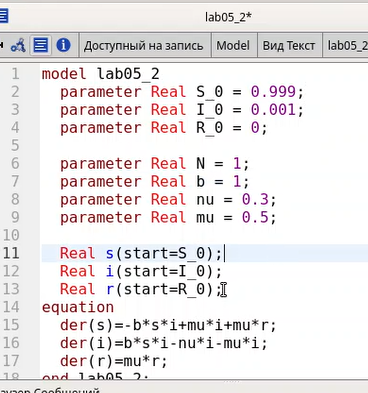 lab05_2*
Доступный на запись Model Вид Текст lab05_2
1 model lab05_2
2 parameter Real S_0 = 0.999;
3 parameter Real I_0 = 0.001;
4 parameter Real R_0 = 0;
5
6 parameter Real N = 1;
7 parameter Real b = 1;
8 parameter Real nu = 0.3;
9 parameter Real mu = 0.5;
10
11 Real s(start=S_0);
12 Real i(start=I_0);
13 Real r(start=R_0);
14 equation
15 der(s)=-b*s*i+mu*i+mu*r;
16 der(i)=b*s*i-nu*i-mu*i;
17 der(r)=mu*r;
18 end lab05_2;
аузер Сообщений